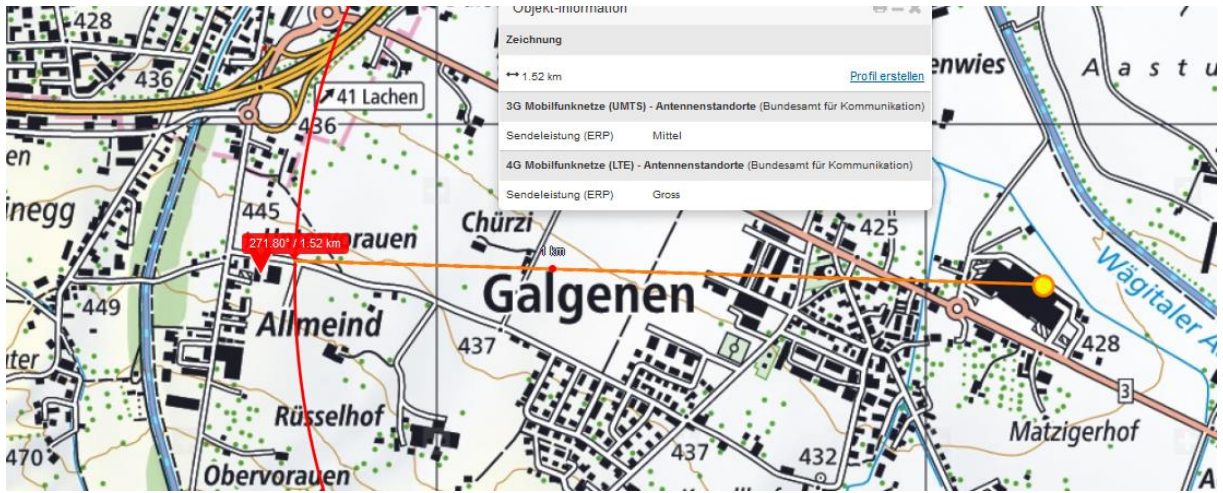 Objekt-Information
Zeichnung
↔ 1.52 km Profil erstellen
3G Mobilfunknetze (UMTS) - Antennenstandorte (Bundesamt für Kommunikation)
Sendeleistung (ERP) Mittel
4G Mobilfunknetze (LTE) - Antennenstandorte (Bundesamt für Kommunikation)
Sendeleistung (ERP) Gross
428
436
41 Lachen
436
enwies
Aastu
en
inegg
445
vorauen
271.80° / 1.52 km
Chürzi
1 km
425
Wägitaler A
449
Allmeind
Galgenen
437
428
uter
3
Rüsselhof
Matzigerhof
470
437
432
Obervorauen
A